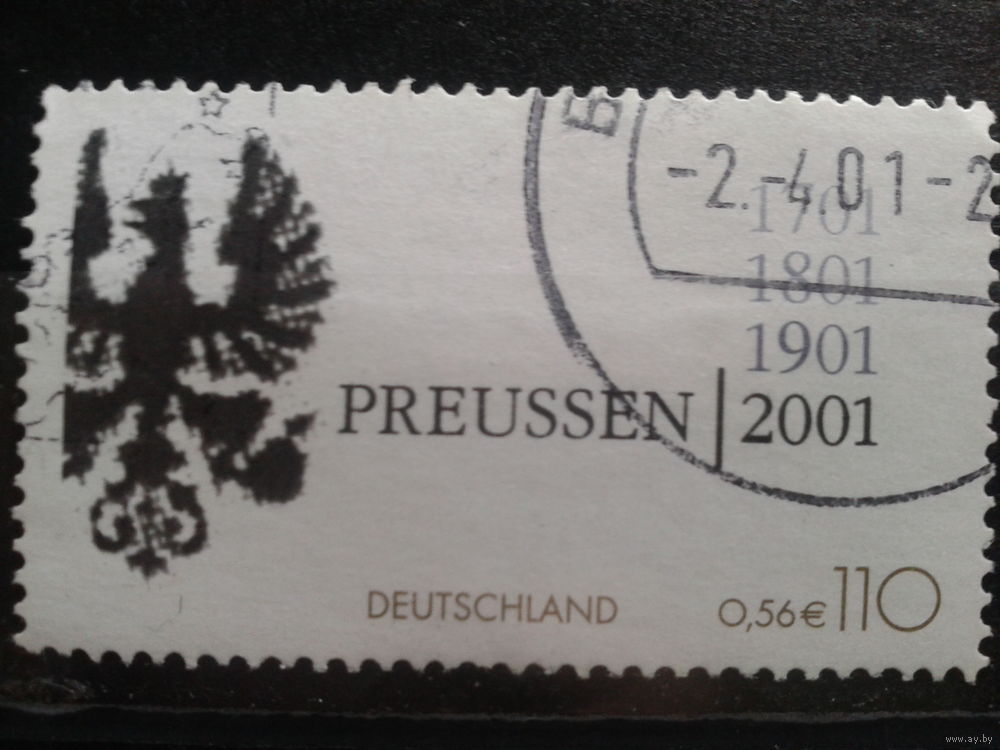 -2.-4.01-2
1701
1801
1901
PREUSSEN | 2001
DEUTSCHLAND
0,56€ 110
www.ay.by